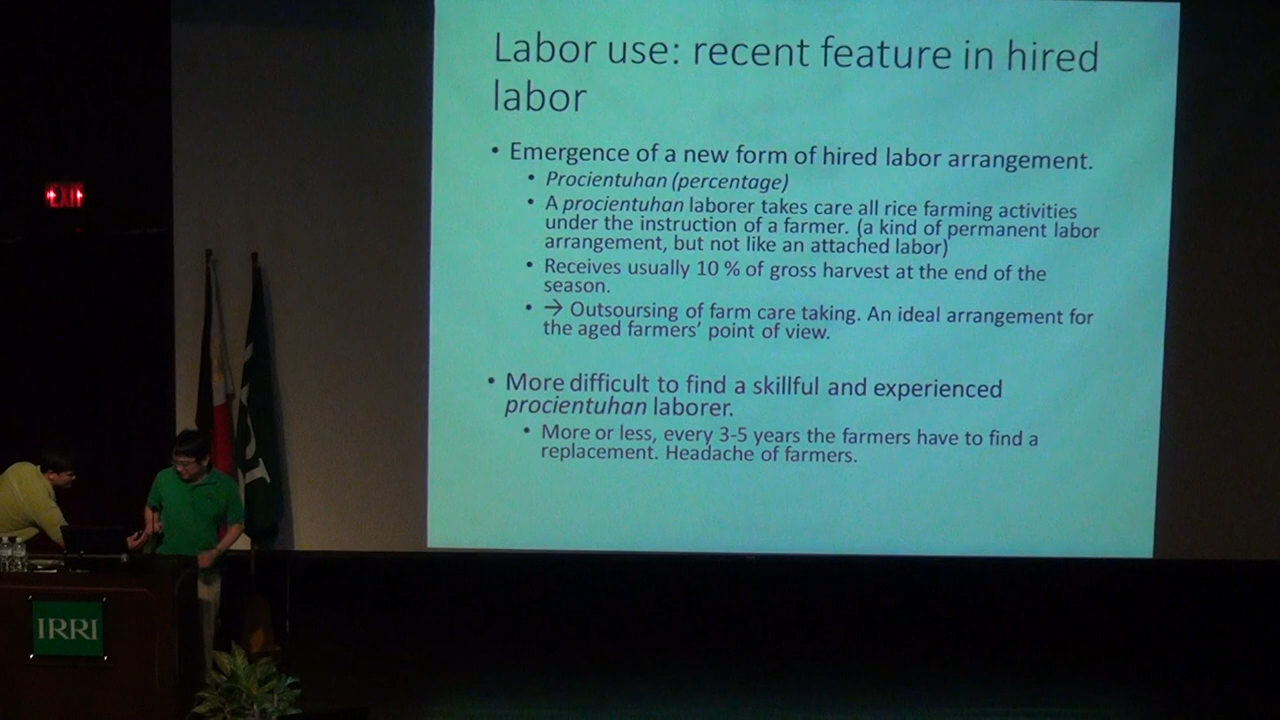 Labor use: recent feature in hired
labor
• Emergence of a new form of hired labor arrangement.
• Procientuhan (percentage)
• A procientuhan laborer takes care all rice farming activities
under the instruction of a farmer. (a kind of permanent labor
arrangement, but not like an attached labor)
• Receives usually 10 % of gross harvest at the end of the
season.
• → Outsoursing of farm care taking. An ideal arrangement for
the aged farmers' point of view.
• More difficult to find a skillful and experienced
procientuhan laborer.
• More or less, every 3-5 years the farmers have to find a
replacement. Headache of farmers.
EXIT
IRRI